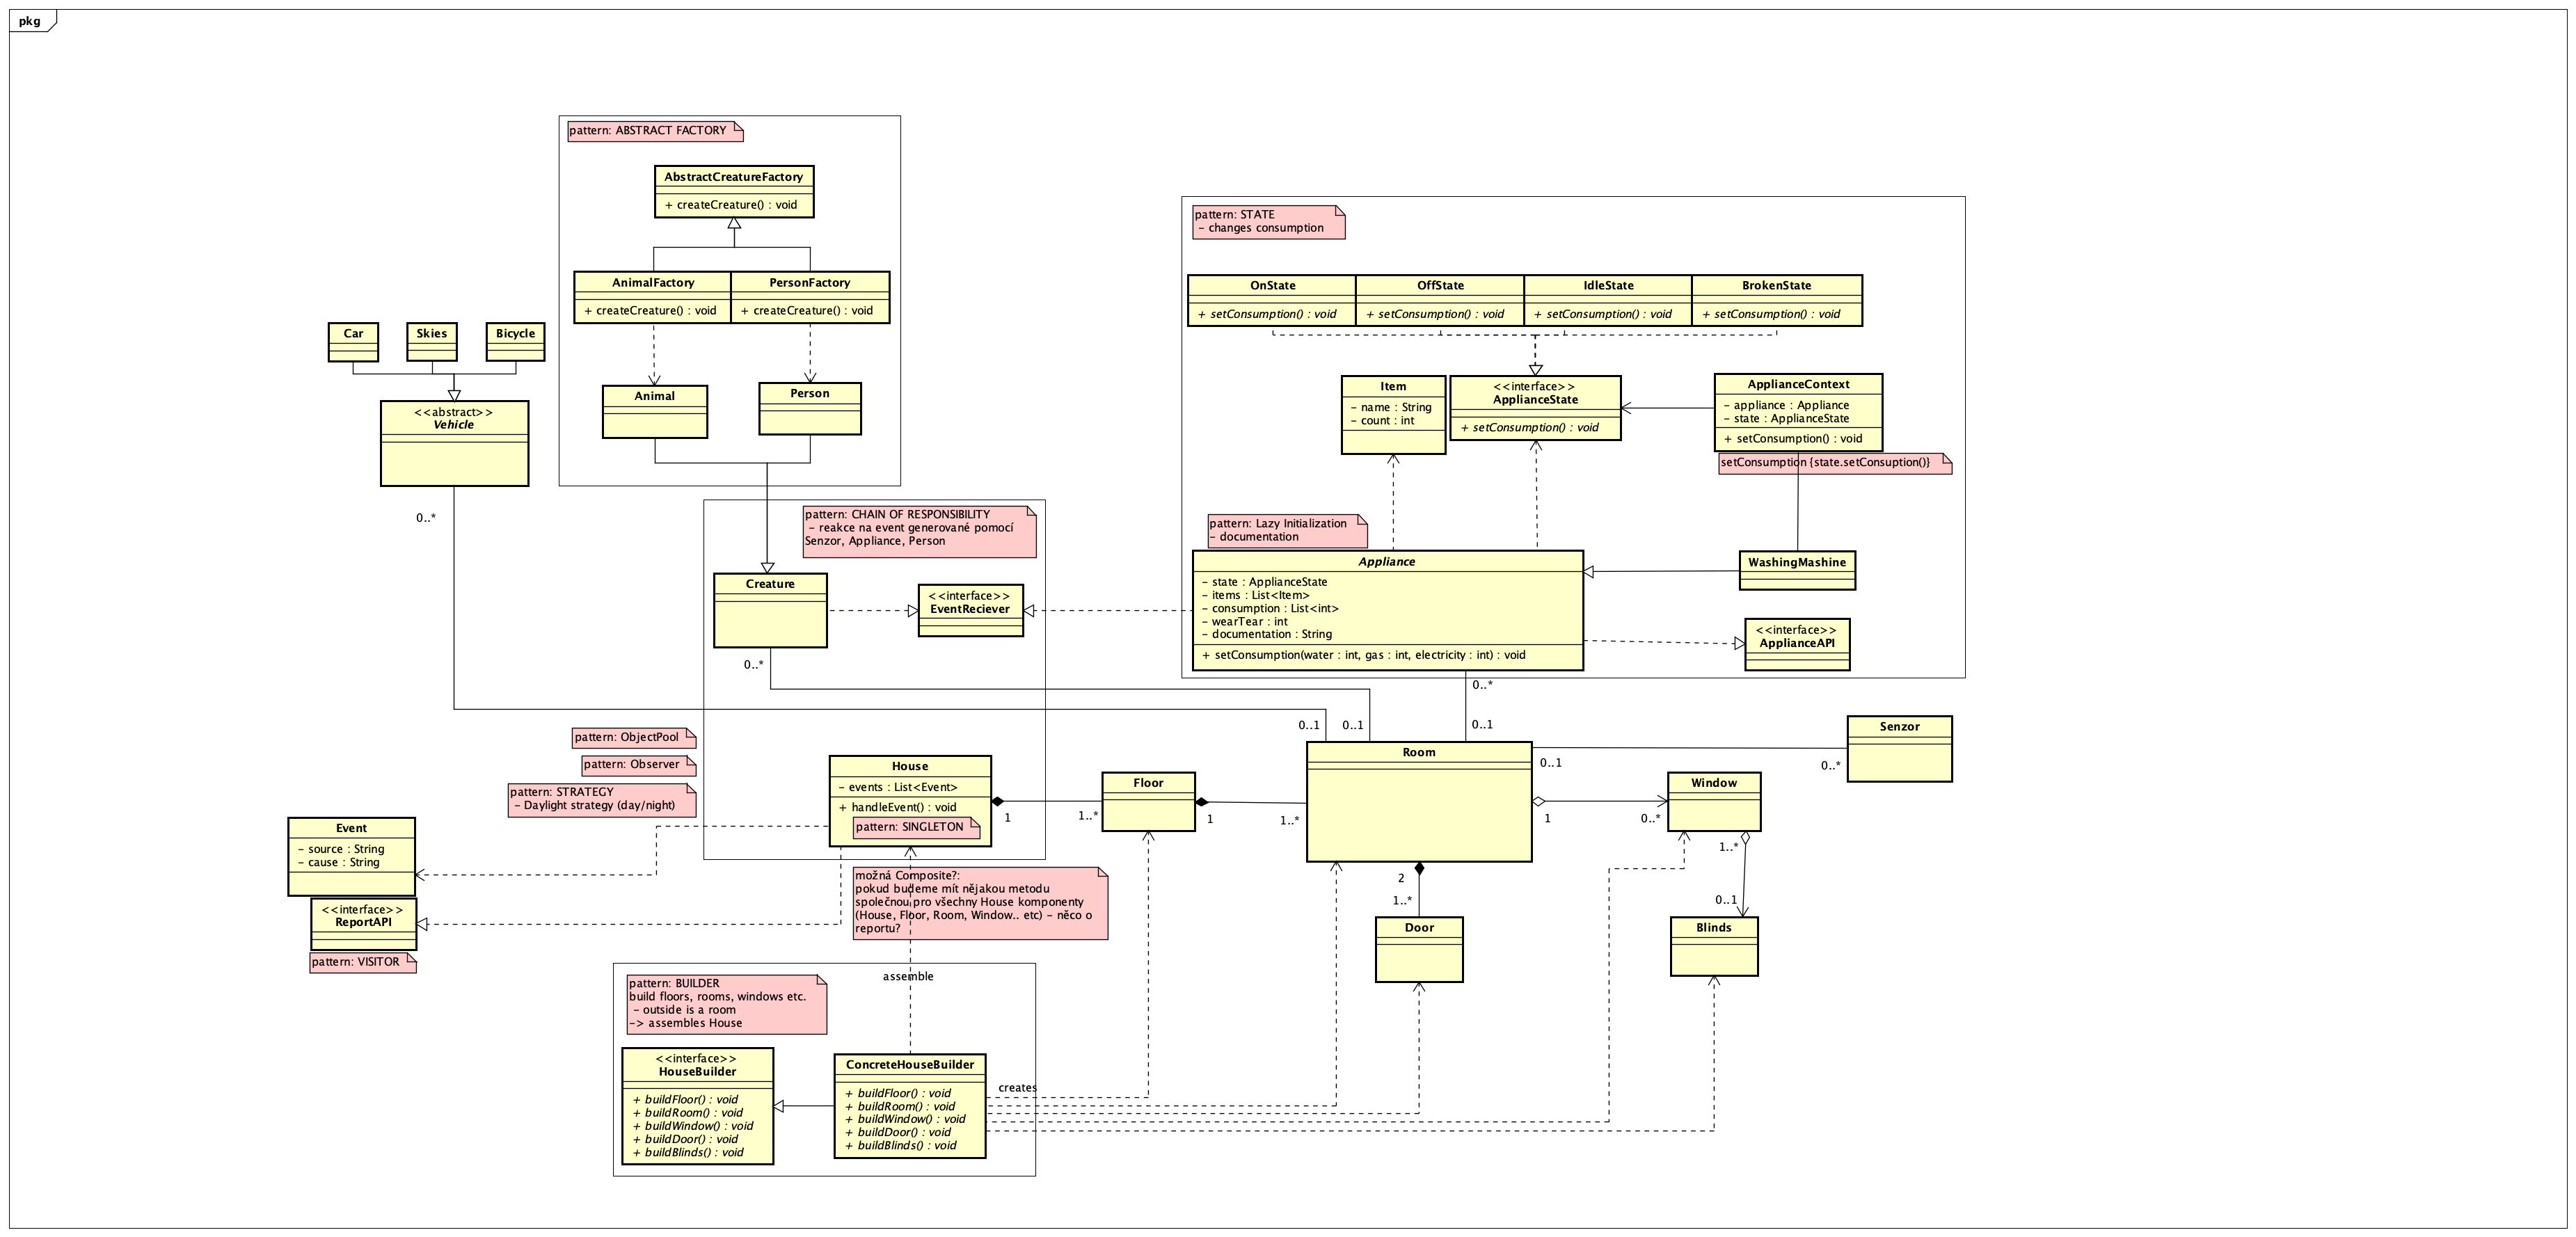 pkg
pattern: ABSTRACT FACTORY
AbstractCreatureFactory
+ createCreature() : void
AnimalFactory
+ createCreature() : void
PersonFactory
+ createCreature() : void
Animal
Person
Car
Skies
Bicycle
<<abstract>>
Vehicle
0..*
pattern: STATE
- changes consumption
OnState
+ setConsumption() : void
OffState
+ setConsumption() : void
IdleState
+ setConsumption() : void
BrokenState
+ setConsumption() : void
Item
- name : String
- count : int
<<interface>>
ApplianceState
+ setConsumption() : void
ApplianceContext
- appliance : Appliance
- state : ApplianceState
+ setConsumption() : void
setConsumption {state.setConsuption()}
pattern: Lazy Initialization
- documentation
Appliance
- state : ApplianceState
- items : List<Item>
- consumption : List<int>
- wearTear : int
- documentation : String
+ setConsumption(water : int, gas : int, electricity : int) : void
WashingMashine
<<interface>>
ApplianceAPI
pattern: CHAIN OF RESPONSIBILITY
- reakce na event generované pomocí
Senzor, Appliance, Person
Creature
<<interface>>
EventReciever
0..*
0..*
0..1
0..1
0..1
pattern: ObjectPool
pattern: Observer
pattern: STRATEGY
- Daylight strategy (day/night)
House
- events : List<Event>
+ handleEvent() : void
pattern: SINGLETON
1
1..*
Floor
1
1..*
Room
0..1
0..*
Senzor
1
0..*
Window
1..*
0..1
Blinds
2
1..*
Door
Event
- source : String
- cause : String
<<interface>>
ReportAPI
pattern: VISITOR
možná Composite?:
pokud budeme mít nějakou metodu
společnou pro všechny House komponenty
(House, Floor, Room, Window.. etc) - něco o
reportu?
assemble
pattern: BUILDER
build floors, rooms, windows etc.
- outside is a room
-> assembles House
<<interface>>
HouseBuilder
+ buildFloor() : void
+ buildRoom() : void
+ buildWindow() : void
+ buildDoor() : void
+ buildBlinds() : void
ConcreteHouseBuilder
+ buildFloor() : void
+ buildRoom() : void
+ buildWindow() : void
+ buildDoor() : void
+ buildBlinds() : void
creates